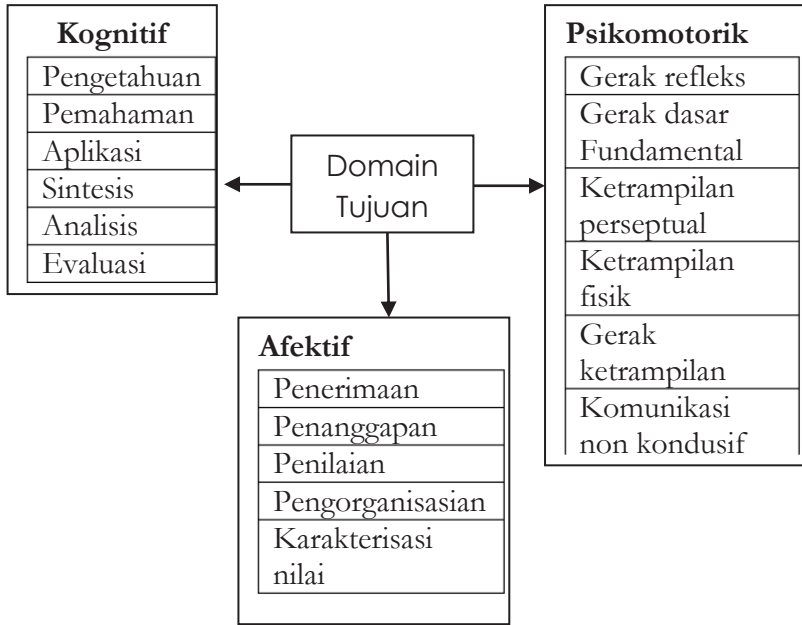 Kognitif
Pengetahuan
Pemahaman
Aplikasi
Sintesis
Analisis
Evaluasi
Domain
Tujuan
Psikomotorik
Gerak refleks
Gerak dasar
Fundamental
Ketrampilan
perseptual
Ketrampilan
fisik
Gerak
ketrampilan
Komunikasi
non kondusif
Afektif
Penerimaan
Penanggapan
Penilaian
Pengorganisasian
Karakterisasi
nilai